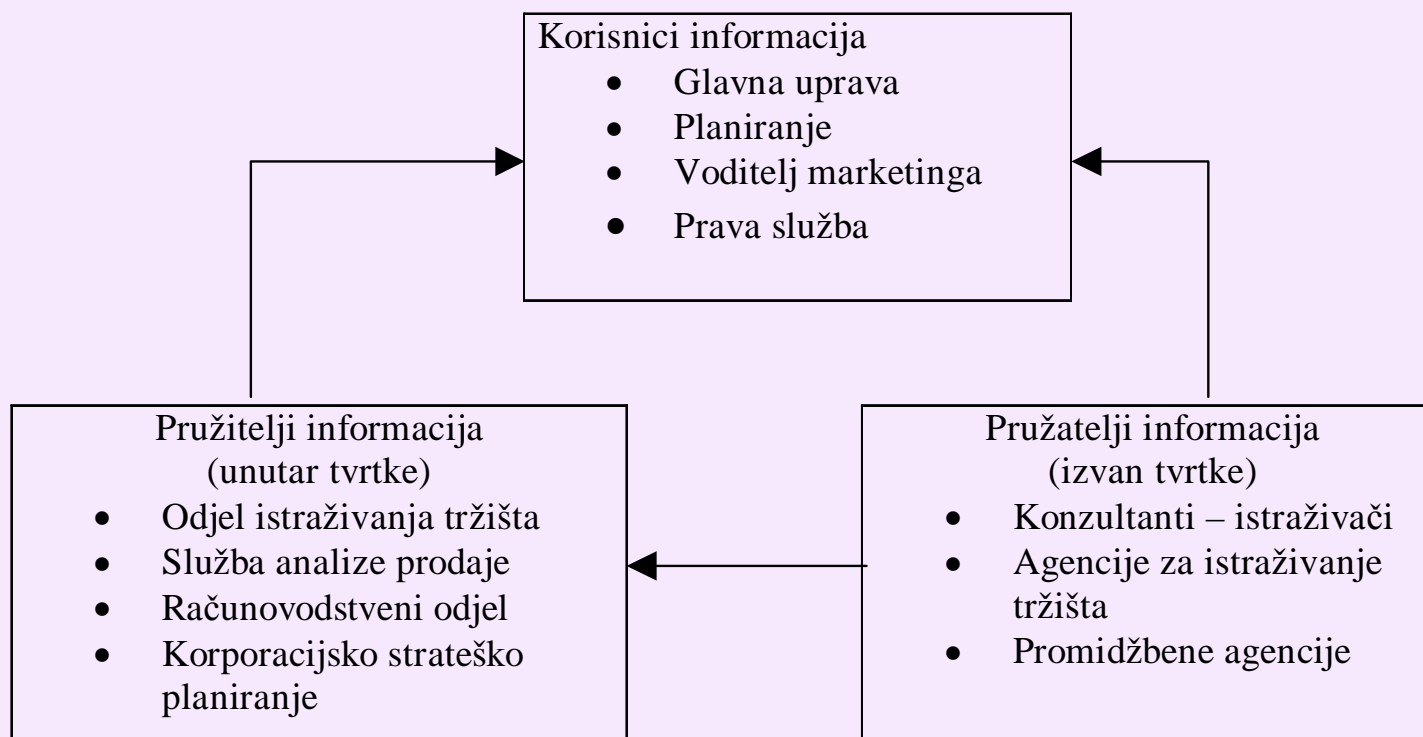 Korisnici informacija
• Glavna uprava
• Planiranje
• Voditelj marketinga
• Prava služba
Pružitelji informacija
(unutar tvrtke)
• Odjel istraživanja tržišta
• Služba analize prodaje
• Računovodstveni odjel
• Korporacijsko strateško
planiranje
Pružatelji informacija
(izvan tvrtke)
• Konzultanti – istraživači
• Agencije za istraživanje
tržišta
• Promidžbene agencije